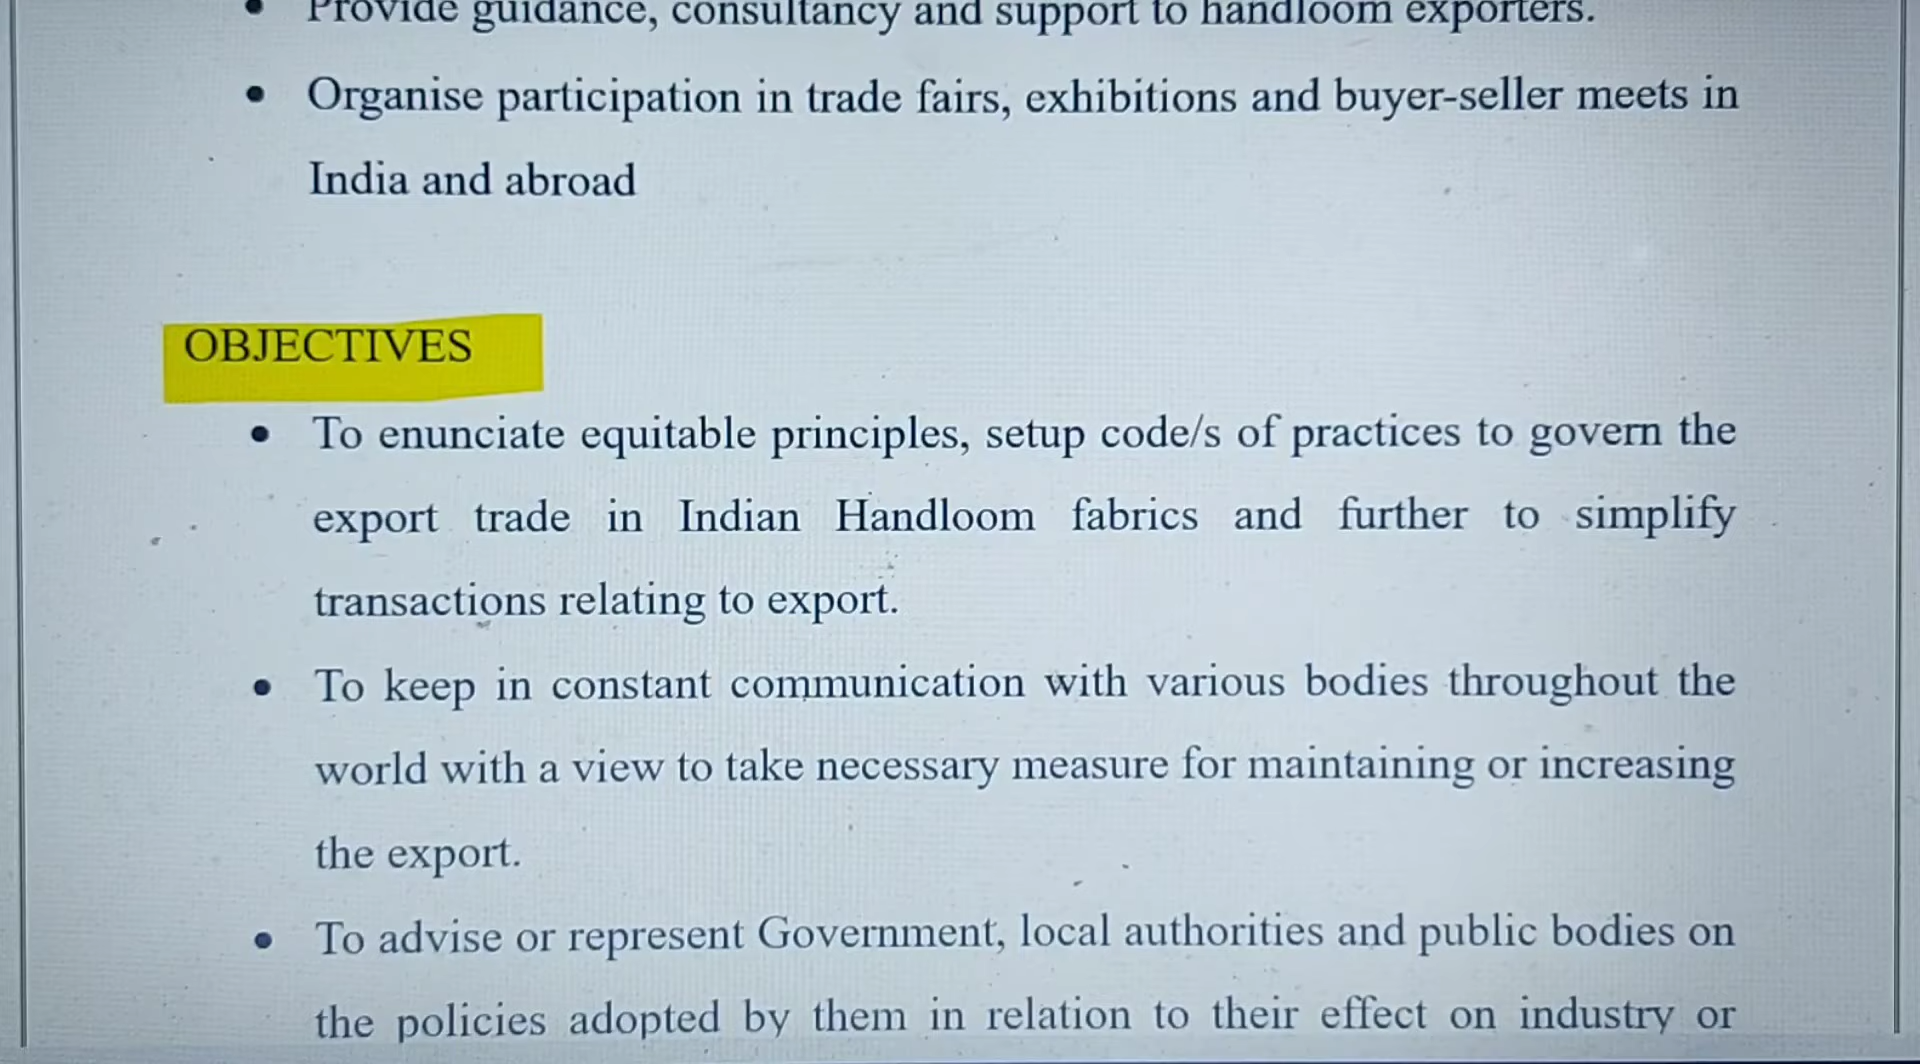 Provide guidance, consultancy and support to handloom exporters.
Organise participation in trade fairs, exhibitions and buyer-seller meets in
India and abroad
OBJECTIVES
To enunciate equitable principles, setup code/s of practices to govern the
export trade in Indian Handloom fabrics and further to simplify
transactions relating to export.
To keep in constant communication with various bodies throughout the
world with a view to take necessary measure for maintaining or increasing
the export.
To advise or represent Government, local authorities and public bodies on
the policies adopted by them in relation to their effect on industry or